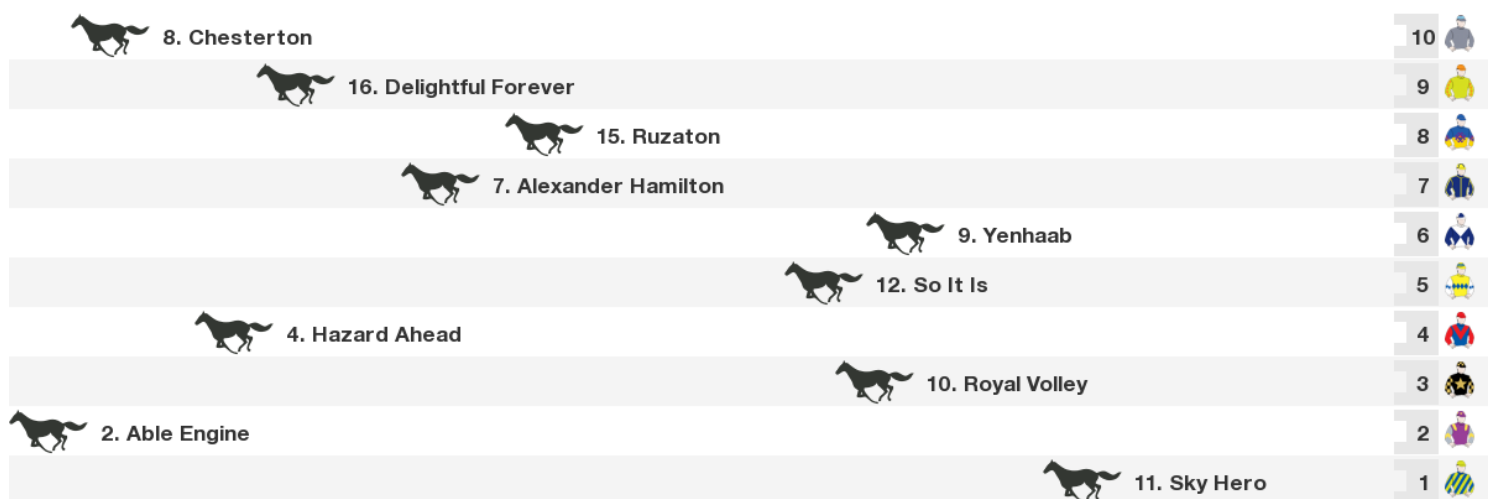 8. Chesterton 10
16. Delightful Forever 9
15. Ruzaton 8
7. Alexander Hamilton 7
9. Yenhaab 6
12. So It Is 5
4. Hazard Ahead 4
10. Royal Volley 3
2. Able Engine 2
11. Sky Hero 1